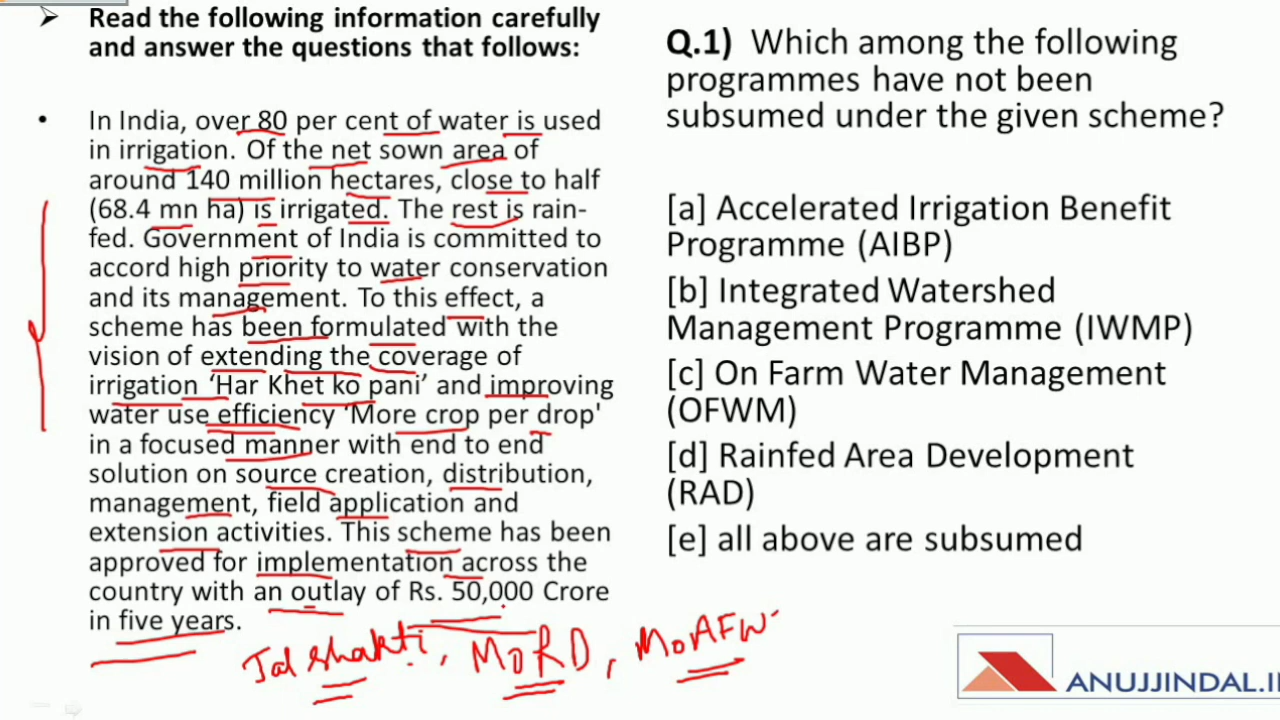 ➢ Read the following information carefully
and answer the questions that follows:
• In India, over 80 per cent of water is used
in irrigation. Of the net sown area of
around 140 million hectares, close to half
(68.4 mn ha) is irrigated. The rest is rain-
fed. Government of India is committed to
accord high priority to water conservation
and its management. To this effect, a
scheme has been formulated with the
vision of extending the coverage of
irrigation ‘Har Khet ko pani’ and improving
water use efficiency ‘More crop per drop'
in a focused manner with end to end
solution on source creation, distribution,
management, field application and
extension activities. This scheme has been
approved for implementation across the
country with an outlay of Rs. 50,000 Crore
in five years.
Jal shakti, MoRD, MoAFW
Q.1) Which among the following
programmes have not been
subsumed under the given scheme?
[a] Accelerated Irrigation Benefit
Programme (AIBP)
[b] Integrated Watershed
Management Programme (IWMP)
[c] On Farm Water Management
(OFWM)
[d] Rainfed Area Development
(RAD)
[e] all above are subsumed
ANUJJINDAL.I